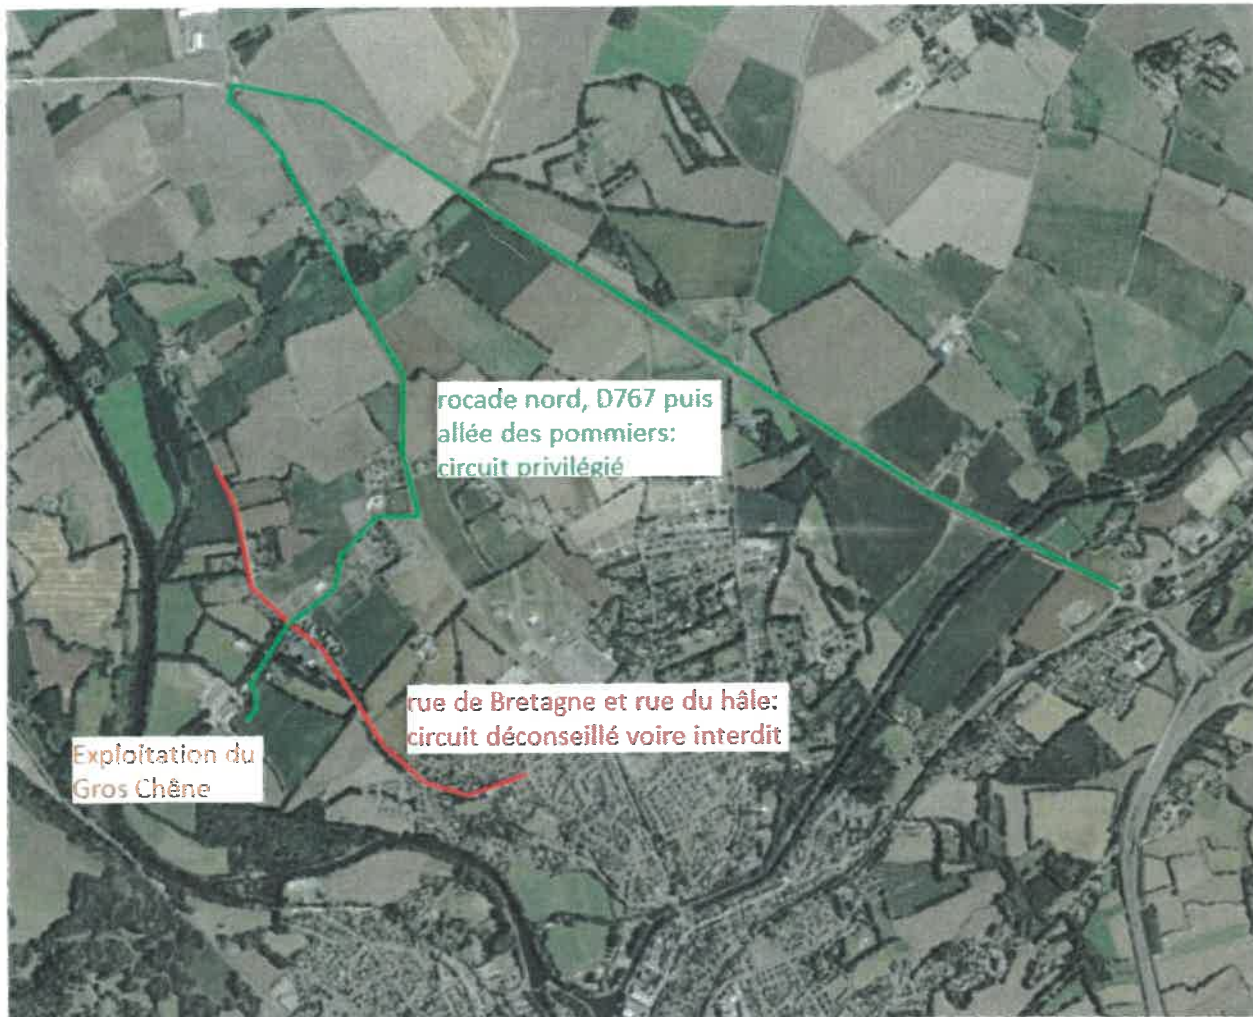 rocade nord, D767 puis
allée des pommiers:
circuit privilégié
rue de Bretagne et rue du hâle:
circuit déconseillé voire interdit
Exploitation du
Gros Chêne